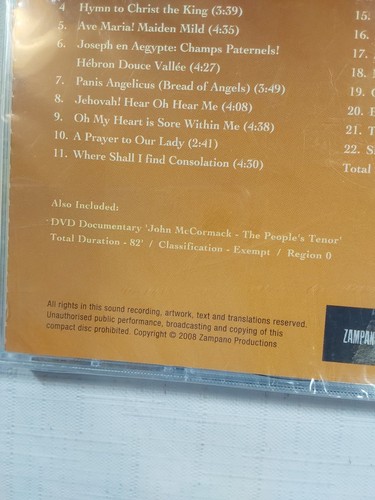 4 Hymn to Christ the King (3:39)
5. Ave Maria! Maiden Mild (4:35)
6. Joseph en Aegypte: Champs Paternels!
Hébron Douce Vallée (4:27)
7. Panis Angelicus (Bread of Angels) (3:49)
8. Jehovah! Hear Oh Hear Me (4:08)
9. Oh My Heart is Sore Within Me (4:38)
10. A Prayer to Our Lady (2:41)
11. Where Shall I find Consolation (4:30)
15.
16.
17.
18.
19.
20.
21.
22.
Total
Also Included:
DVD Documentary 'John McCormack - The People's Tenor'
Total Duration - 82' / Classification - Exempt / Region 0
All rights in this sound recording, artwork, text and translations reserved.
Unauthorised public performance, broadcasting and copying of this
compact disc prohibited. Copyright © 2008 Zampano Productions
ZAMPAN